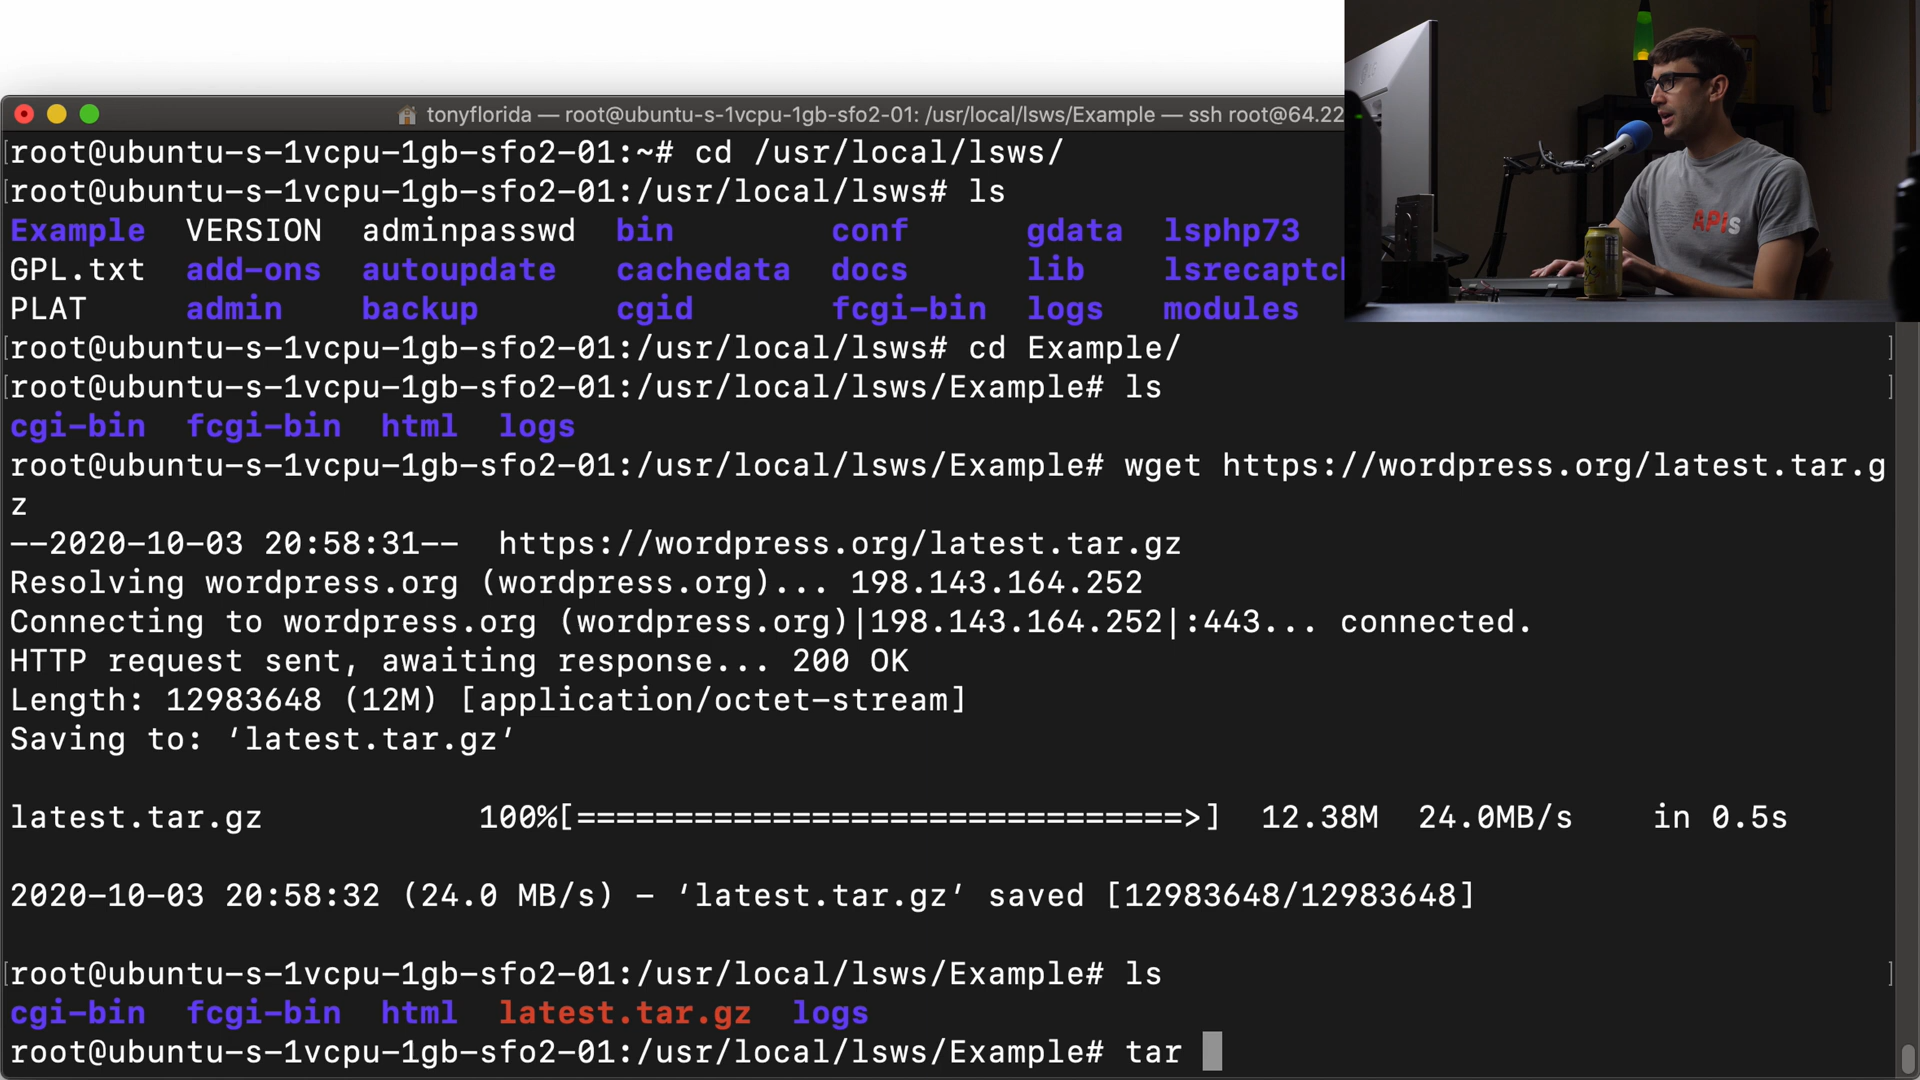 tonyflorida — root@ubuntu-s-1vcpu-1gb-sfo2-01: /usr/local/lsws/Example — ssh root@64.22
[root@ubuntu-s-1vcpu-1gb-sfo2-01:~# cd /usr/local/lsws/
[root@ubuntu-s-1vcpu-1gb-sfo2-01:/usr/local/lsws# ls
Example VERSION adminpasswd bin conf gdata lsphp73
GPL.txt add-ons autoupdate cachedata docs lib lsrecaptc
PLAT admin backup cgid fcgi-bin logs modules
[root@ubuntu-s-1vcpu-1gb-sfo2-01:/usr/local/lsws# cd Example/ ]
[root@ubuntu-s-1vcpu-1gb-sfo2-01:/usr/local/lsws/Example# ls ]
cgi-bin fcgi-bin html logs
root@ubuntu-s-1vcpu-1gb-sfo2-01:/usr/local/lsws/Example# wget https://wordpress.org/latest.tar.g
z
--2020-10-03 20:58:31-- https://wordpress.org/latest.tar.gz
Resolving wordpress.org (wordpress.org)... 198.143.164.252
Connecting to wordpress.org (wordpress.org)|198.143.164.252|:443... connected.
HTTP request sent, awaiting response... 200 OK
Length: 12983648 (12M) [application/octet-stream]
Saving to: ‘latest.tar.gz’
latest.tar.gz 100%[===============================>] 12.38M 24.0MB/s in 0.5s
2020-10-03 20:58:32 (24.0 MB/s) - ‘latest.tar.gz’ saved [12983648/12983648]
[root@ubuntu-s-1vcpu-1gb-sfo2-01:/usr/local/lsws/Example# ls ]
cgi-bin fcgi-bin html latest.tar.gz logs
root@ubuntu-s-1vcpu-1gb-sfo2-01:/usr/local/lsws/Example# tar
APIs